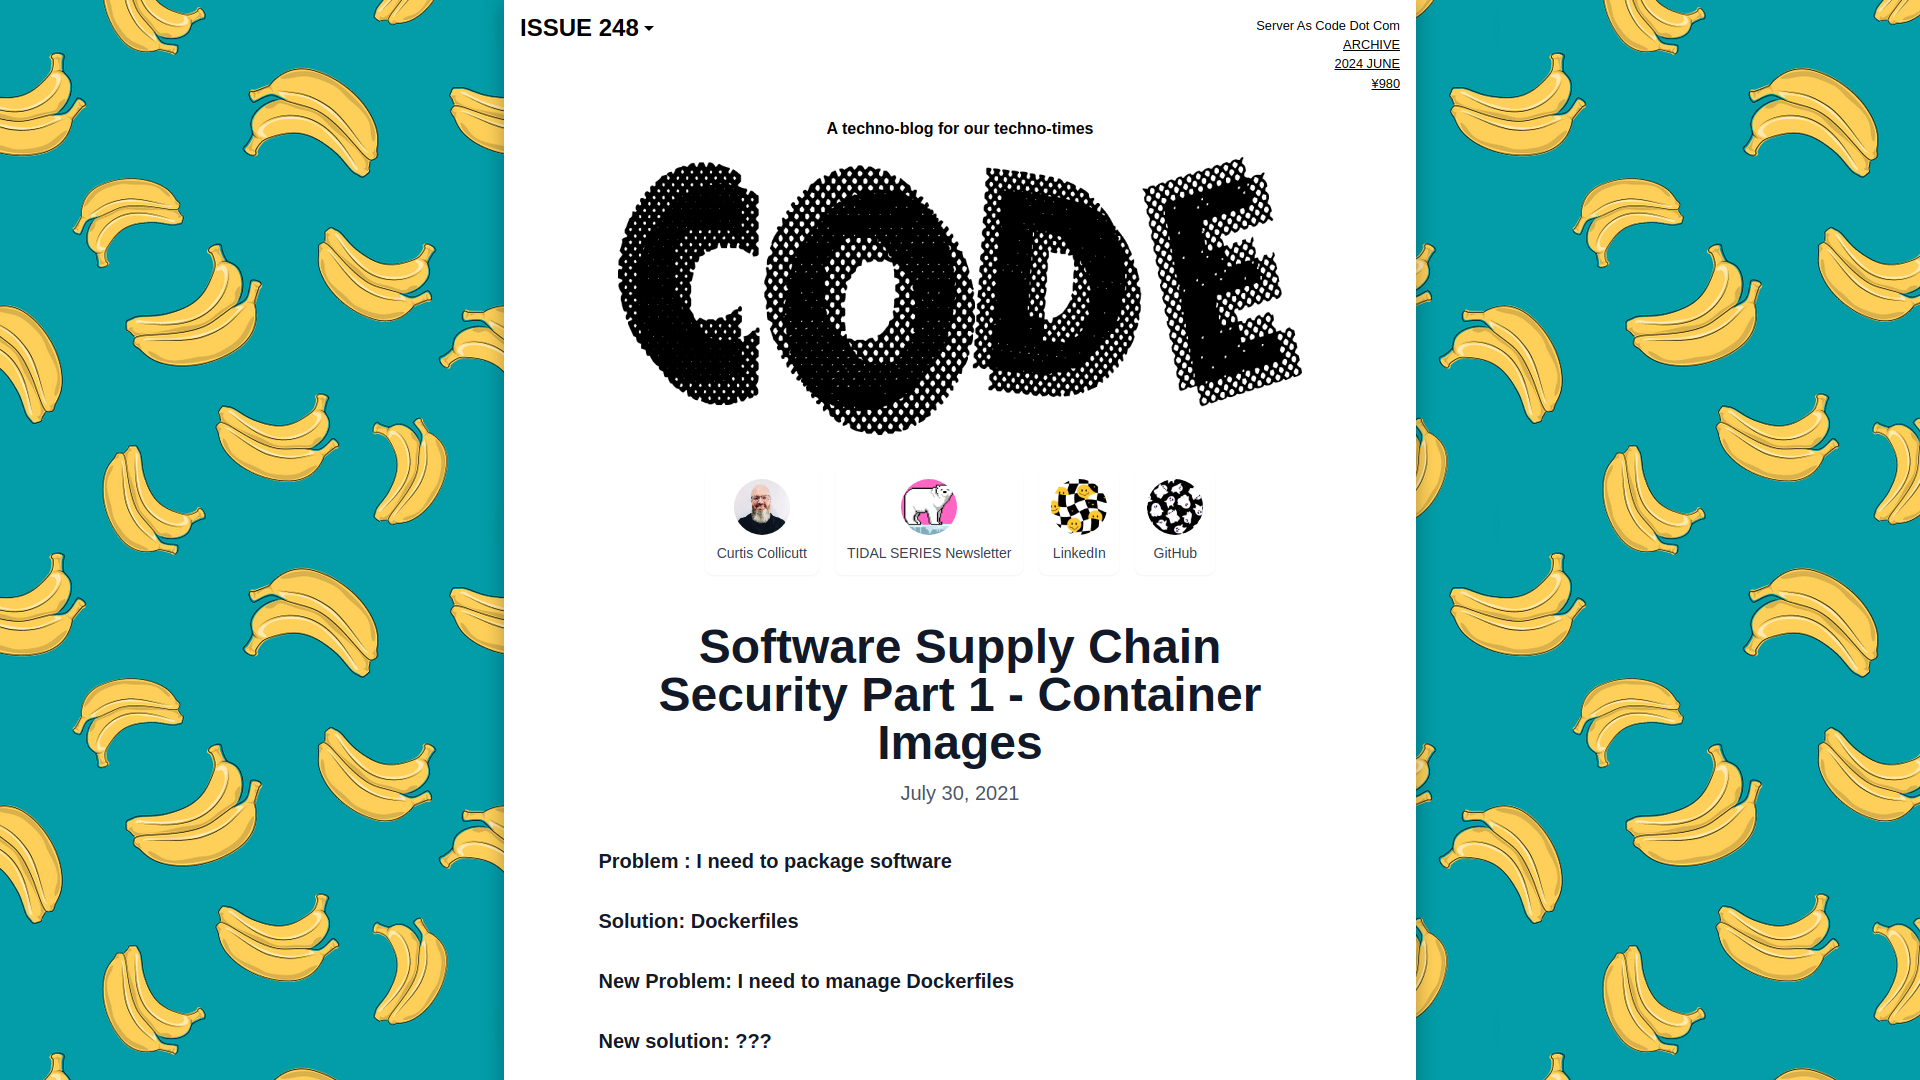 ISSUE 248
Server As Code Dot Com
ARCHIVE
2024 JUNE
¥980
A techno-blog for our techno-times
CODE
Curtis Collicutt
TIDAL SERIES Newsletter
LinkedIn
GitHub
Software Supply Chain
Security Part 1 - Container
Images
July 30, 2021
Problem : I need to package software
Solution: Dockerfiles
New Problem: I need to manage Dockerfiles
New solution: ???